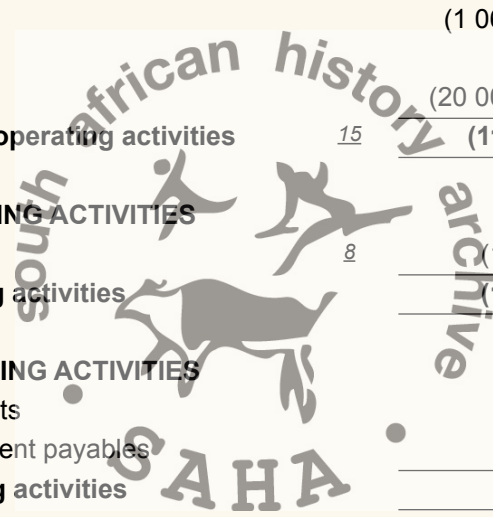 (1 00
(20 00
operating activities 15 (1
ING ACTIVITIES
8 (
g activities (
ING ACTIVITIES
ts
ent payables
g activities
south african history archive
SAHA